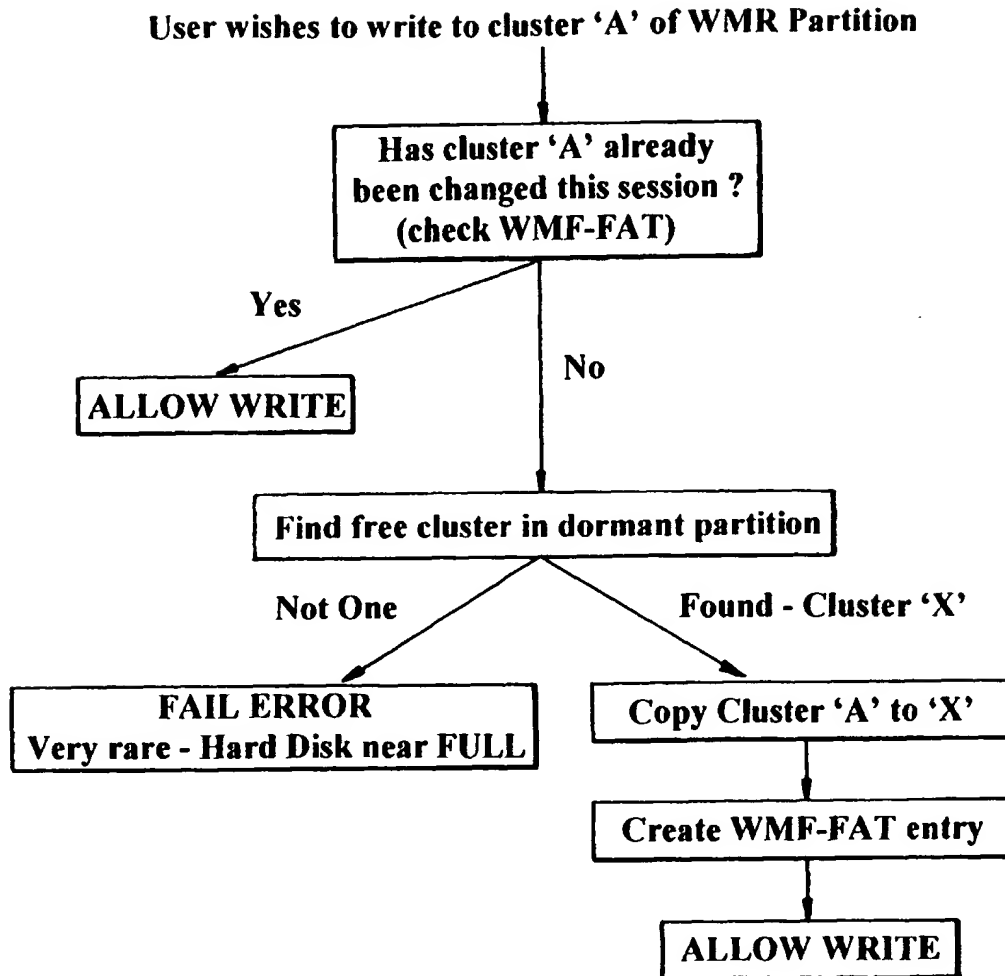 User wishes to write to cluster ‘A’ of WMR Partition
Has cluster ‘A’ already
been changed this session ?
(check WMF-FAT)
Yes
No
ALLOW WRITE
Find free cluster in dormant partition
Not One
Found - Cluster ‘X’
FAIL ERROR
Very rare - Hard Disk near FULL
Copy Cluster ‘A’ to ‘X’
Create WMF-FAT entry
ALLOW WRITE